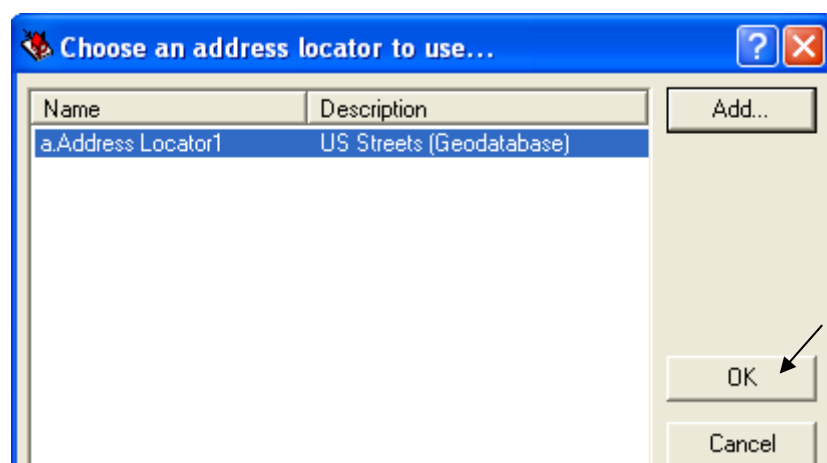 Choose an address locator to use...
Name Description Add...
a.Address Locator1 US Streets (Geodatabase)
OK
Cancel